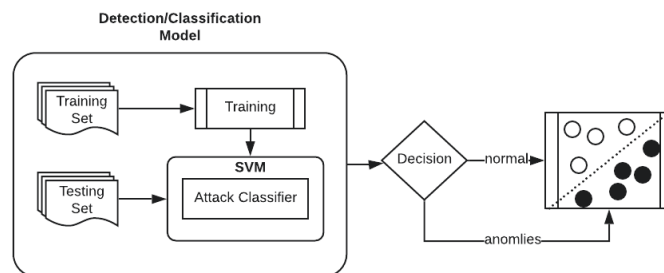 Detection/Classification
Model
Training
Set
Training
SVM
Testing
Set
Attack Classifier
Decision
normal
anomlies